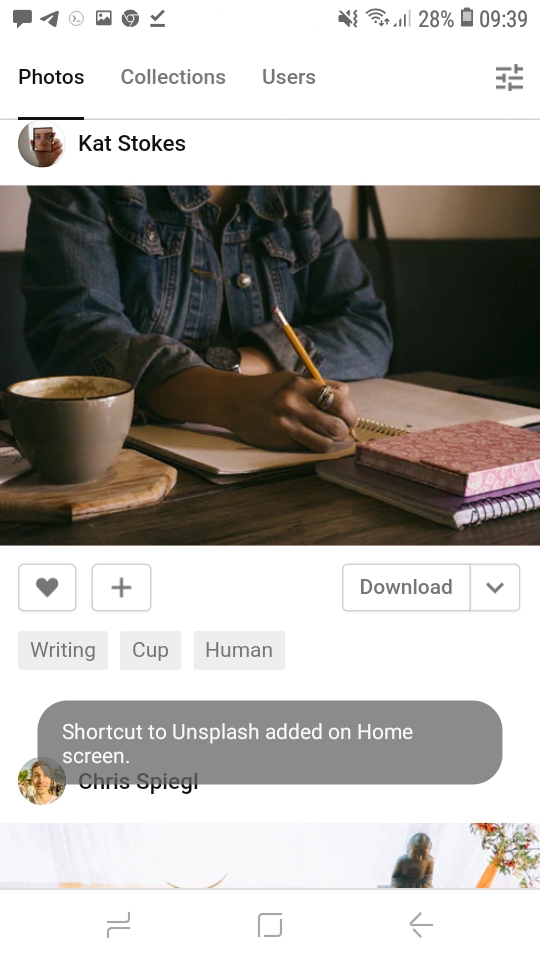 28% 09:39
Photos Collections Users
Kat Stokes
Download
Writing Cup Human
Shortcut to Unsplash added on Home
screen.
Chris Spiegl